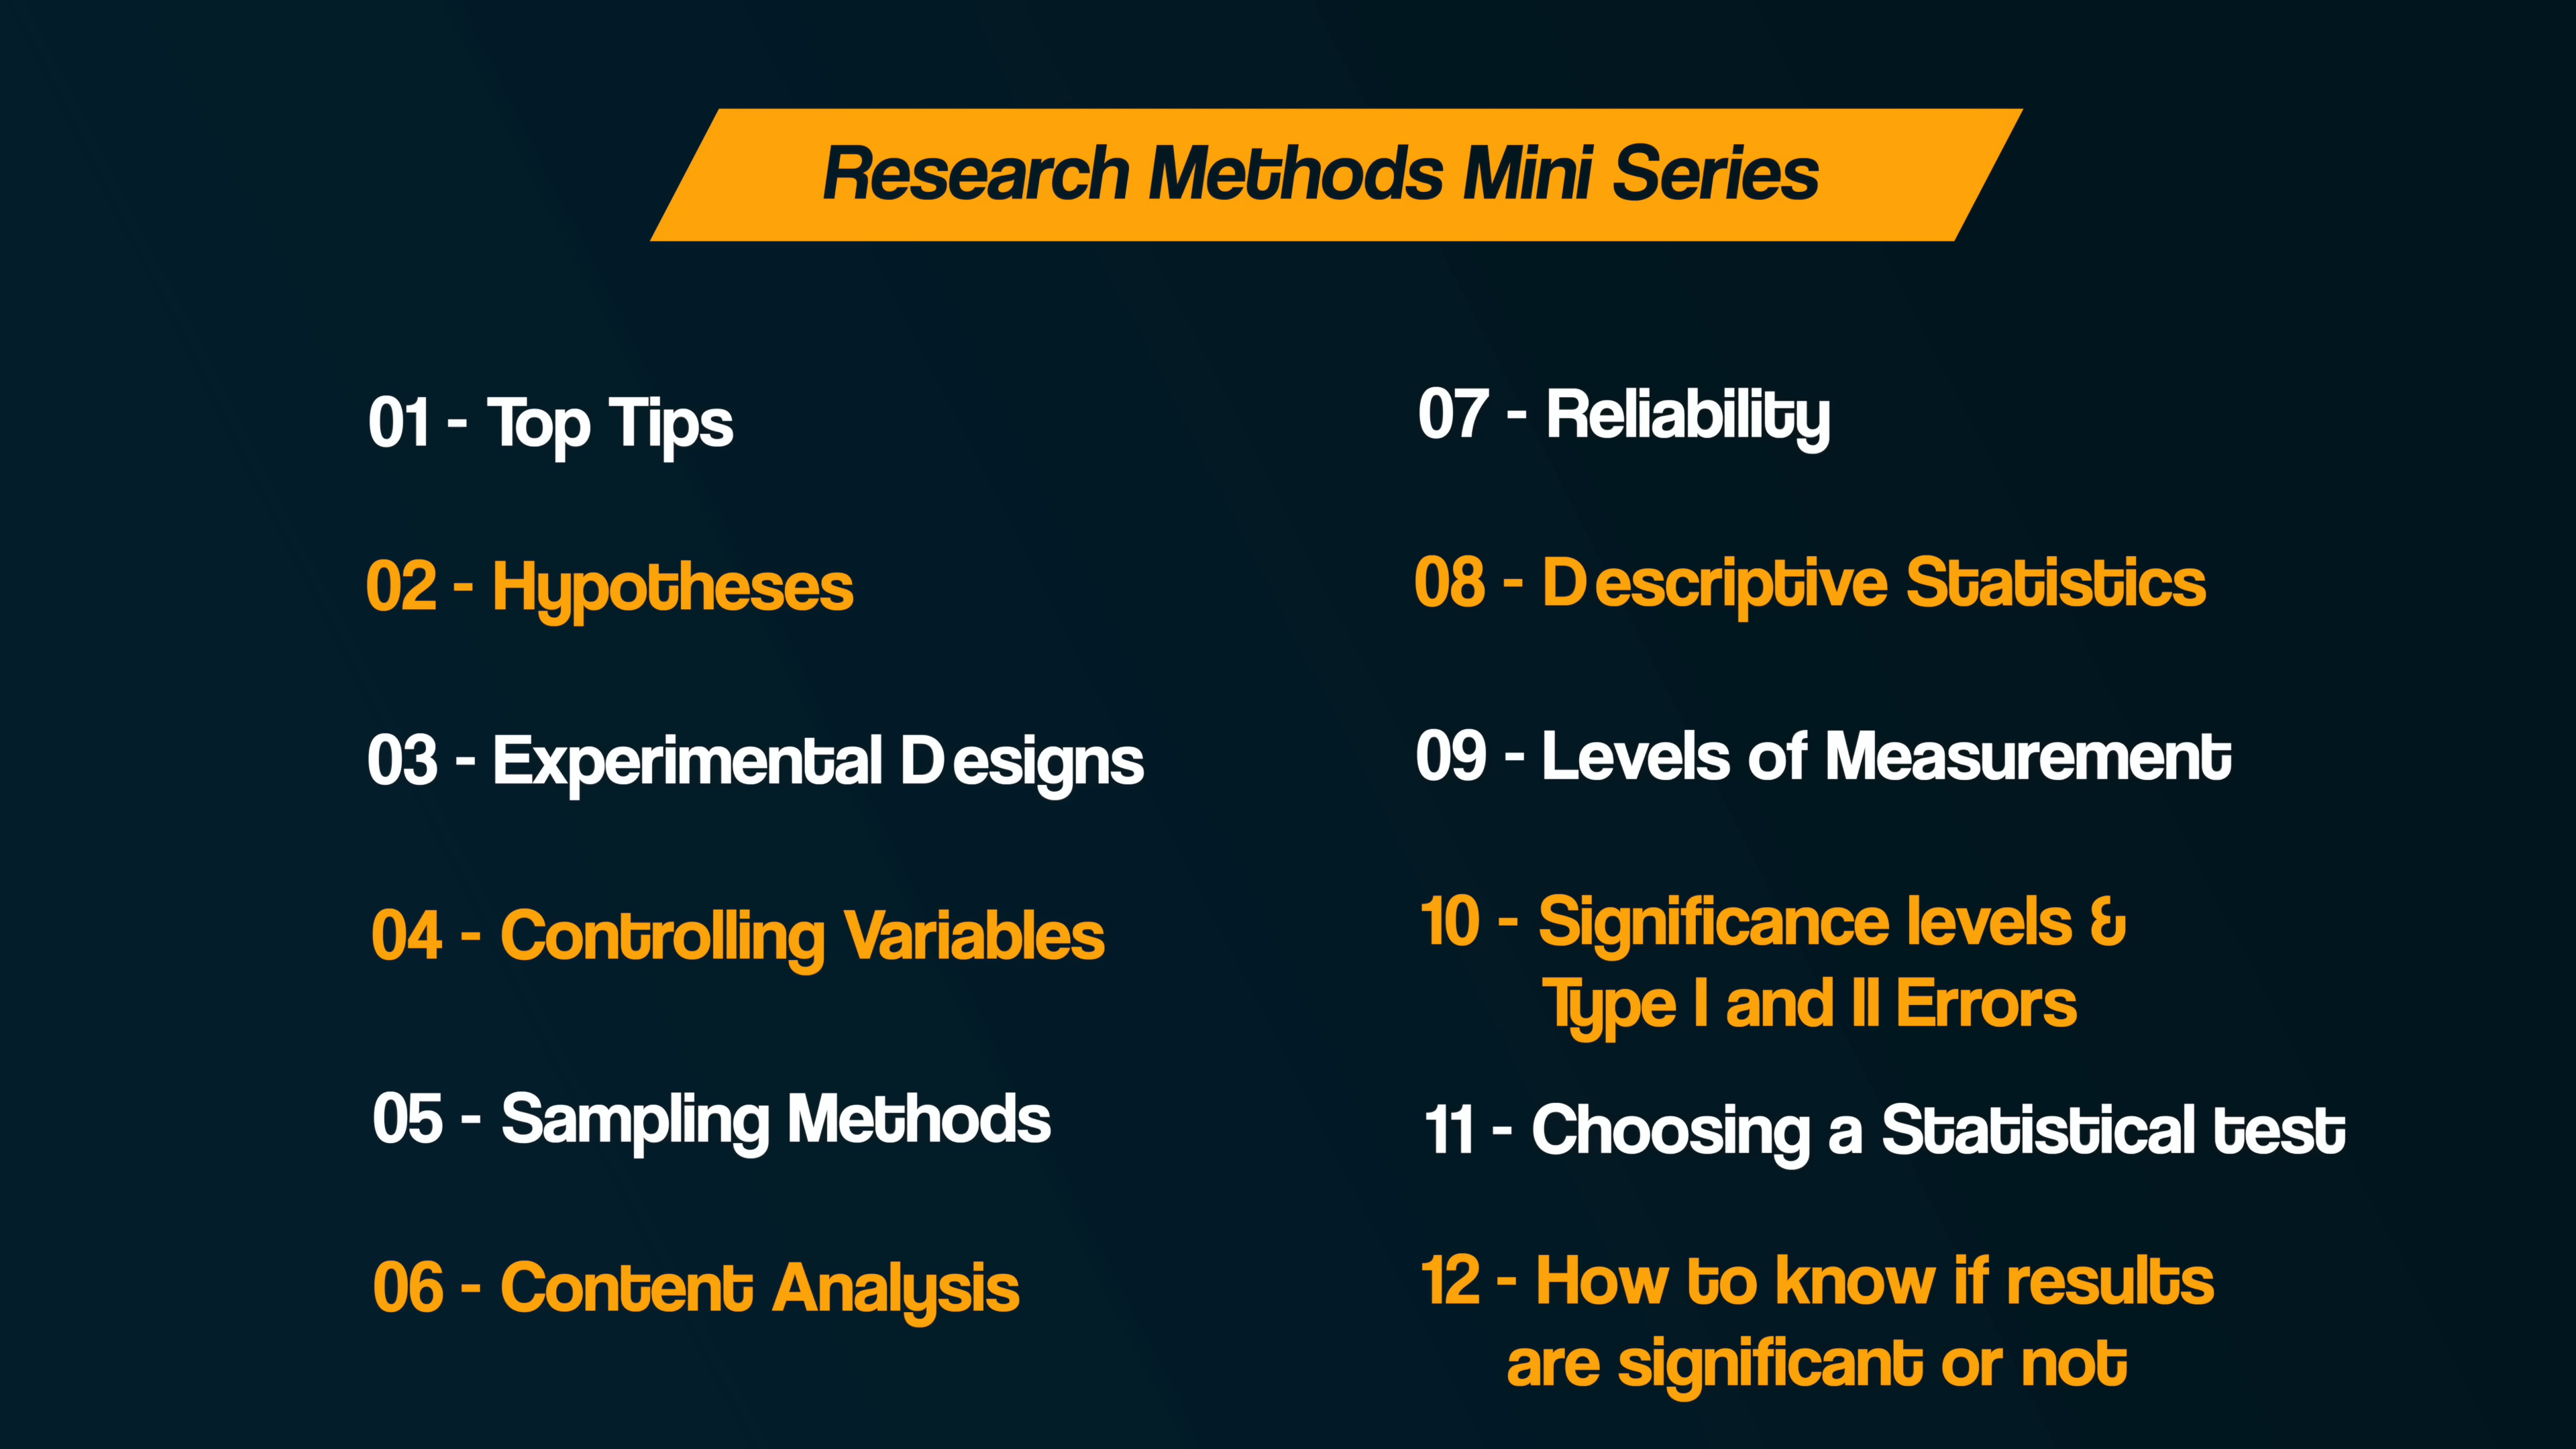 Research Methods Mini Series
01 - Top Tips
02 - Hypotheses
03 - Experimental Designs
04 - Controlling Variables
05 - Sampling Methods
06 - Content Analysis
07 - Reliability
08 - Descriptive Statistics
09 - Levels of Measurement
10 - Significance levels &
Type I and II Errors
11 - Choosing a Statistical test
12 - How to know if results
are significant or not